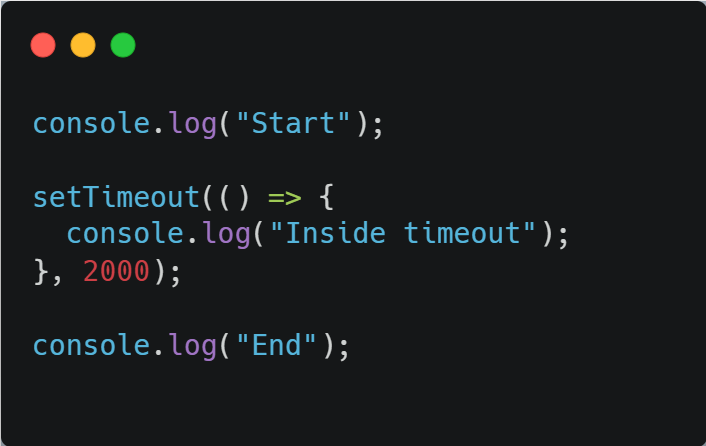 console.log("Start");
setTimeout(() => {
  console.log("Inside timeout");
}, 2000);
console.log("End");